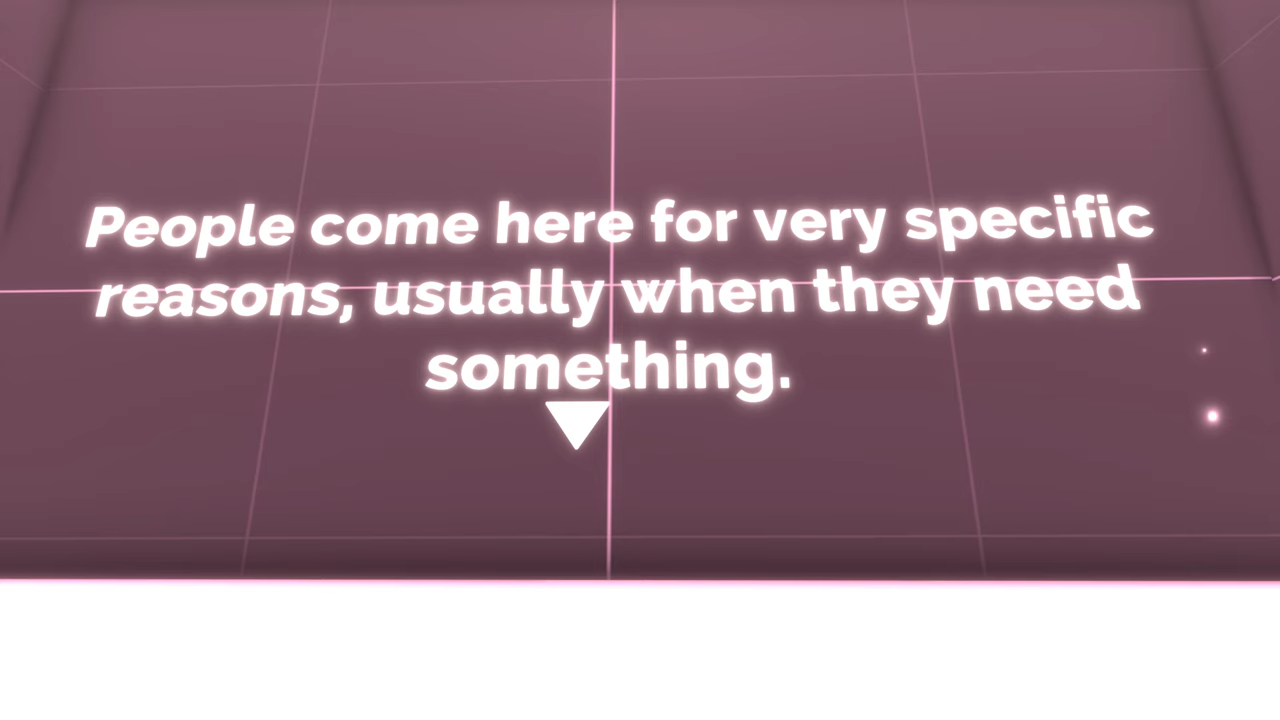 People come here for very specific
reasons, usually when they need
something.